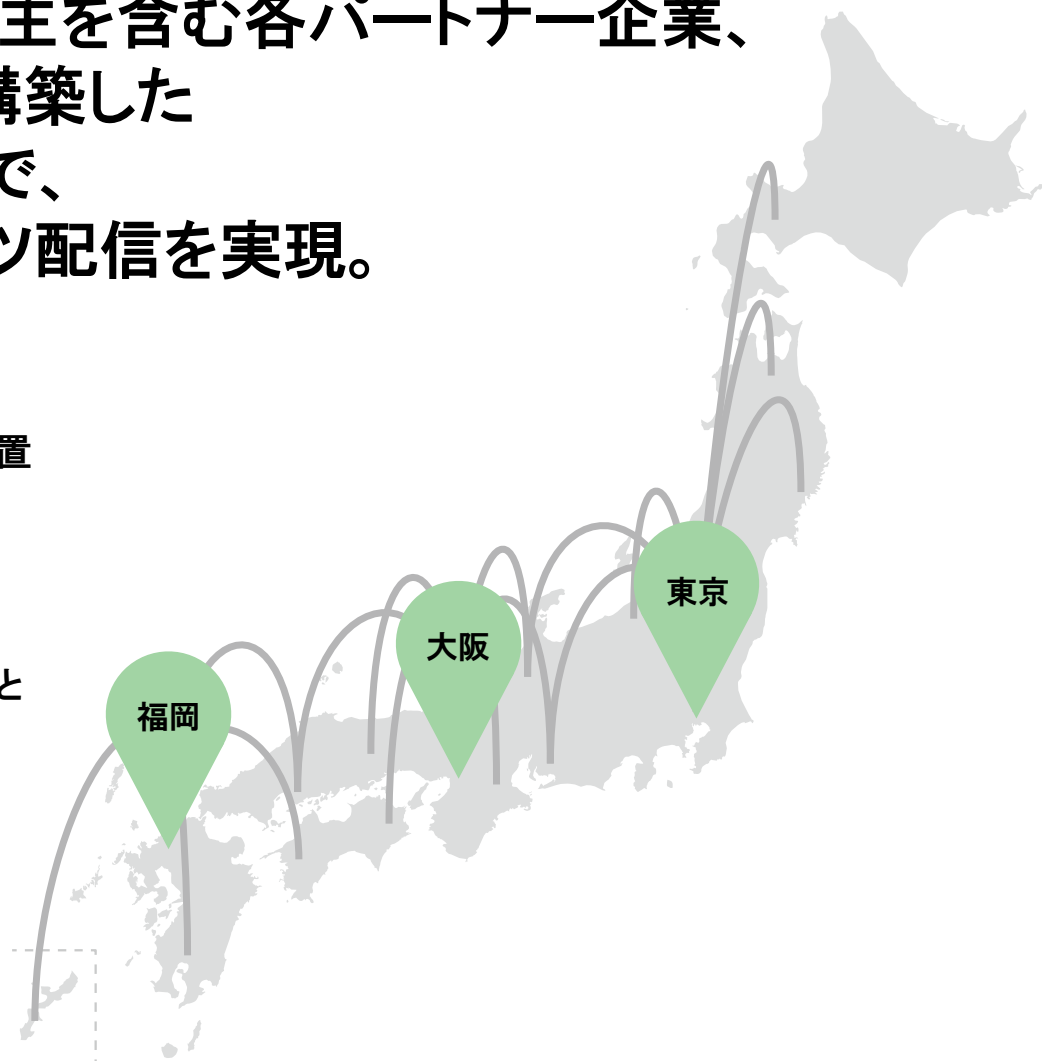 主を含む各パートナー企業、
構築した
で、
ツ配信を実現。
置
と
東京
大阪
福岡